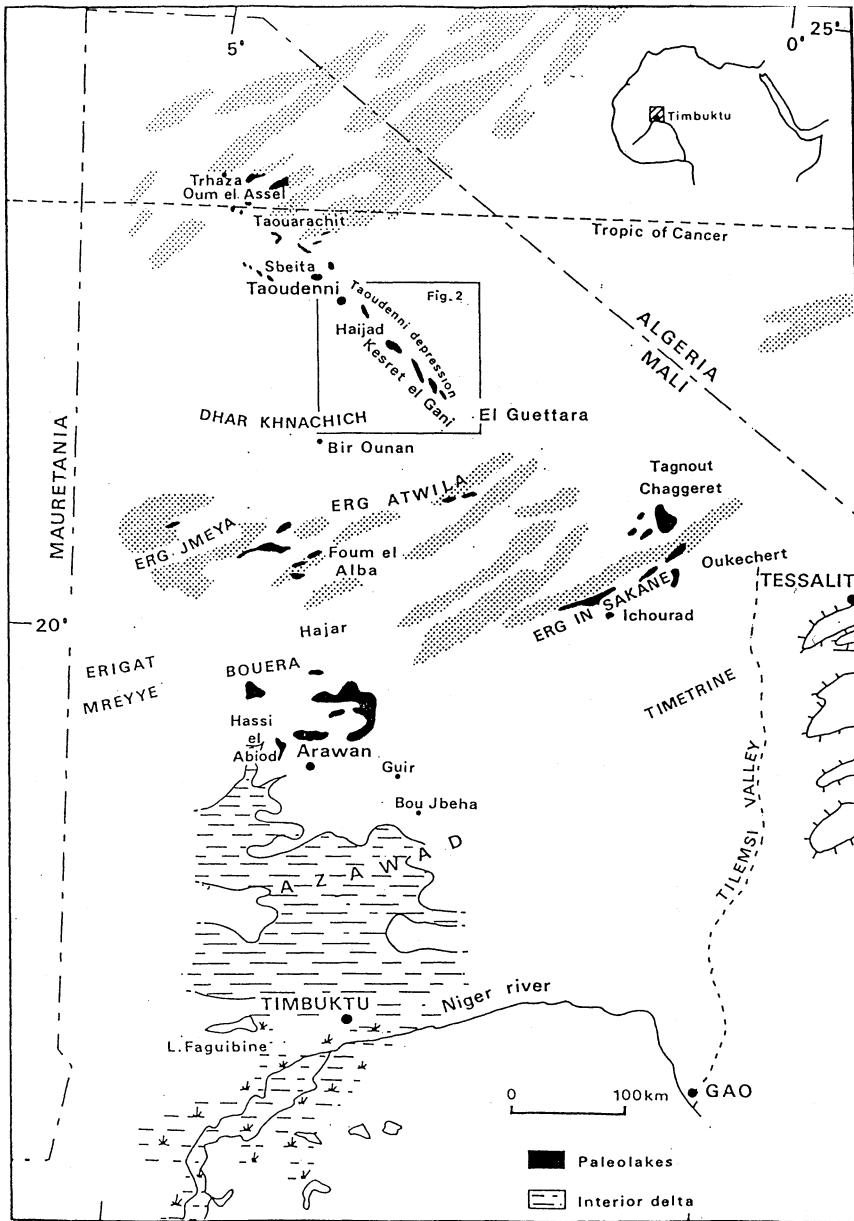 5°
0°
25°
Timbuktu
Trhaza
Oum el. Assel
Taouarachit
Tropic of Cancer
Sbeita
Taoudenni
Fig. 2
Taoudenni depression
Haijad
Kesret el Gani
ALGERIA
MALI
MAURETANIA
DHAR KHNACHICH
El Guettara
Bir Ounan
Tagnout
Chaggeret
ERG ATWILA
ERG. JMEYA
Foum el
Alba
Oukechert
ERG IN SAKANE
TESSALIT
Ichourad
20°
Hajar
ERIGAT
MREYYE
BOUERA
TIMETRINE
Hassi
el
Abiod
Arawan
Guir
Bou Jbeha
TILEMSI VALLEY
AZAWAD
TIMBUKTU
Niger river
L. Faguibine
0 100km
GAO
Paleolakes
Interior delta